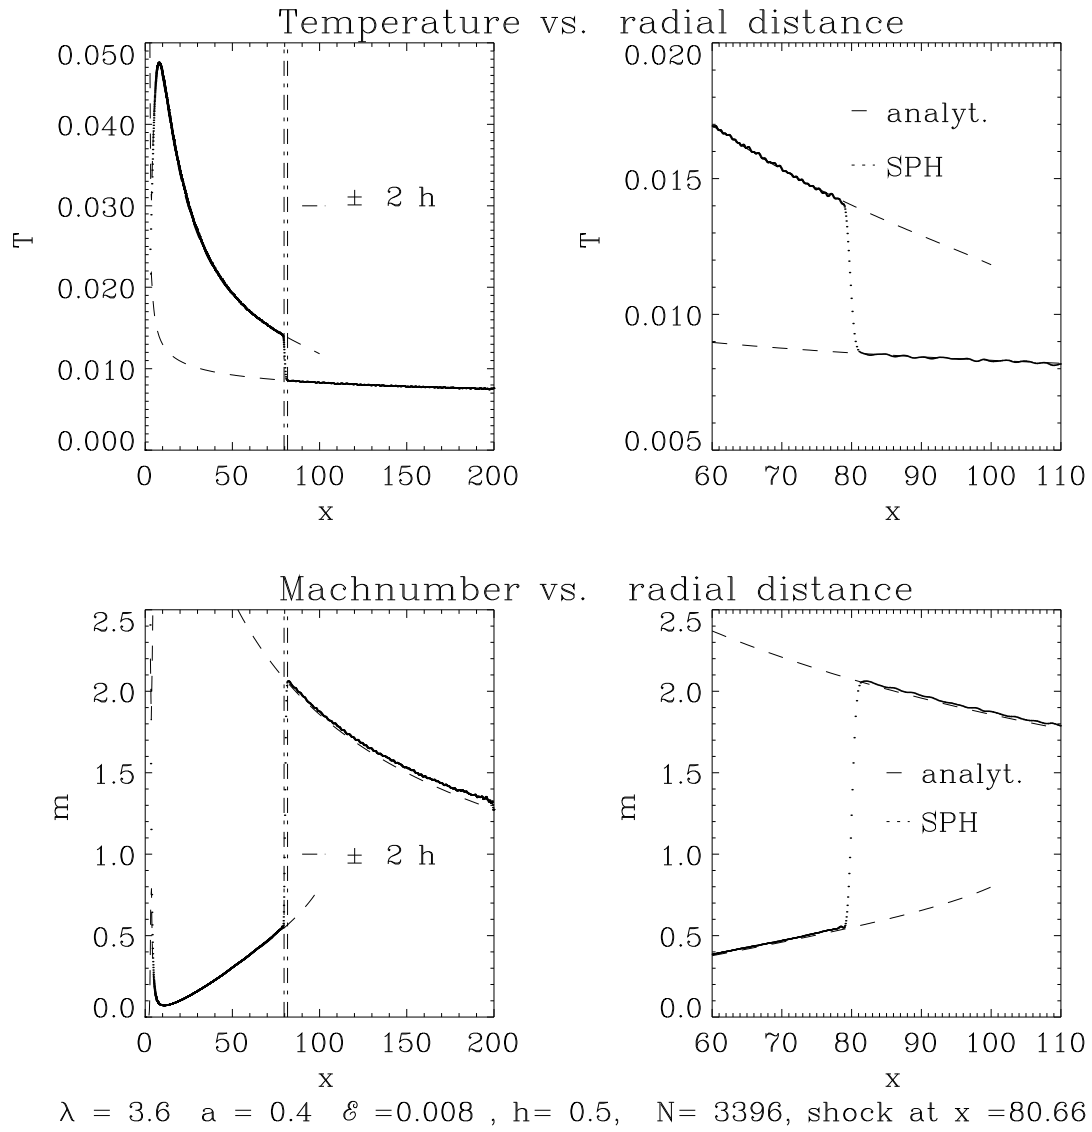 Temperature vs. radial distance
0.050
0.040
0.030
0.020
0.010
0.000
T
± 2 h
0 50 100 150 200
x
0.020
0.015
0.010
0.005
T
analyt.
SPH
60 70 80 90 100 110
x
Machnumber vs. radial distance
2.5
2.0
1.5
1.0
0.5
0.0
m
± 2 h
0 50 100 150 200
x
2.5
2.0
1.5
1.0
0.5
0.0
m
analyt.
SPH
60 70 80 90 100 110
x
λ = 3.6 a = 0.4 ℰ =0.008 , h= 0.5, N= 3396, shock at x =80.66